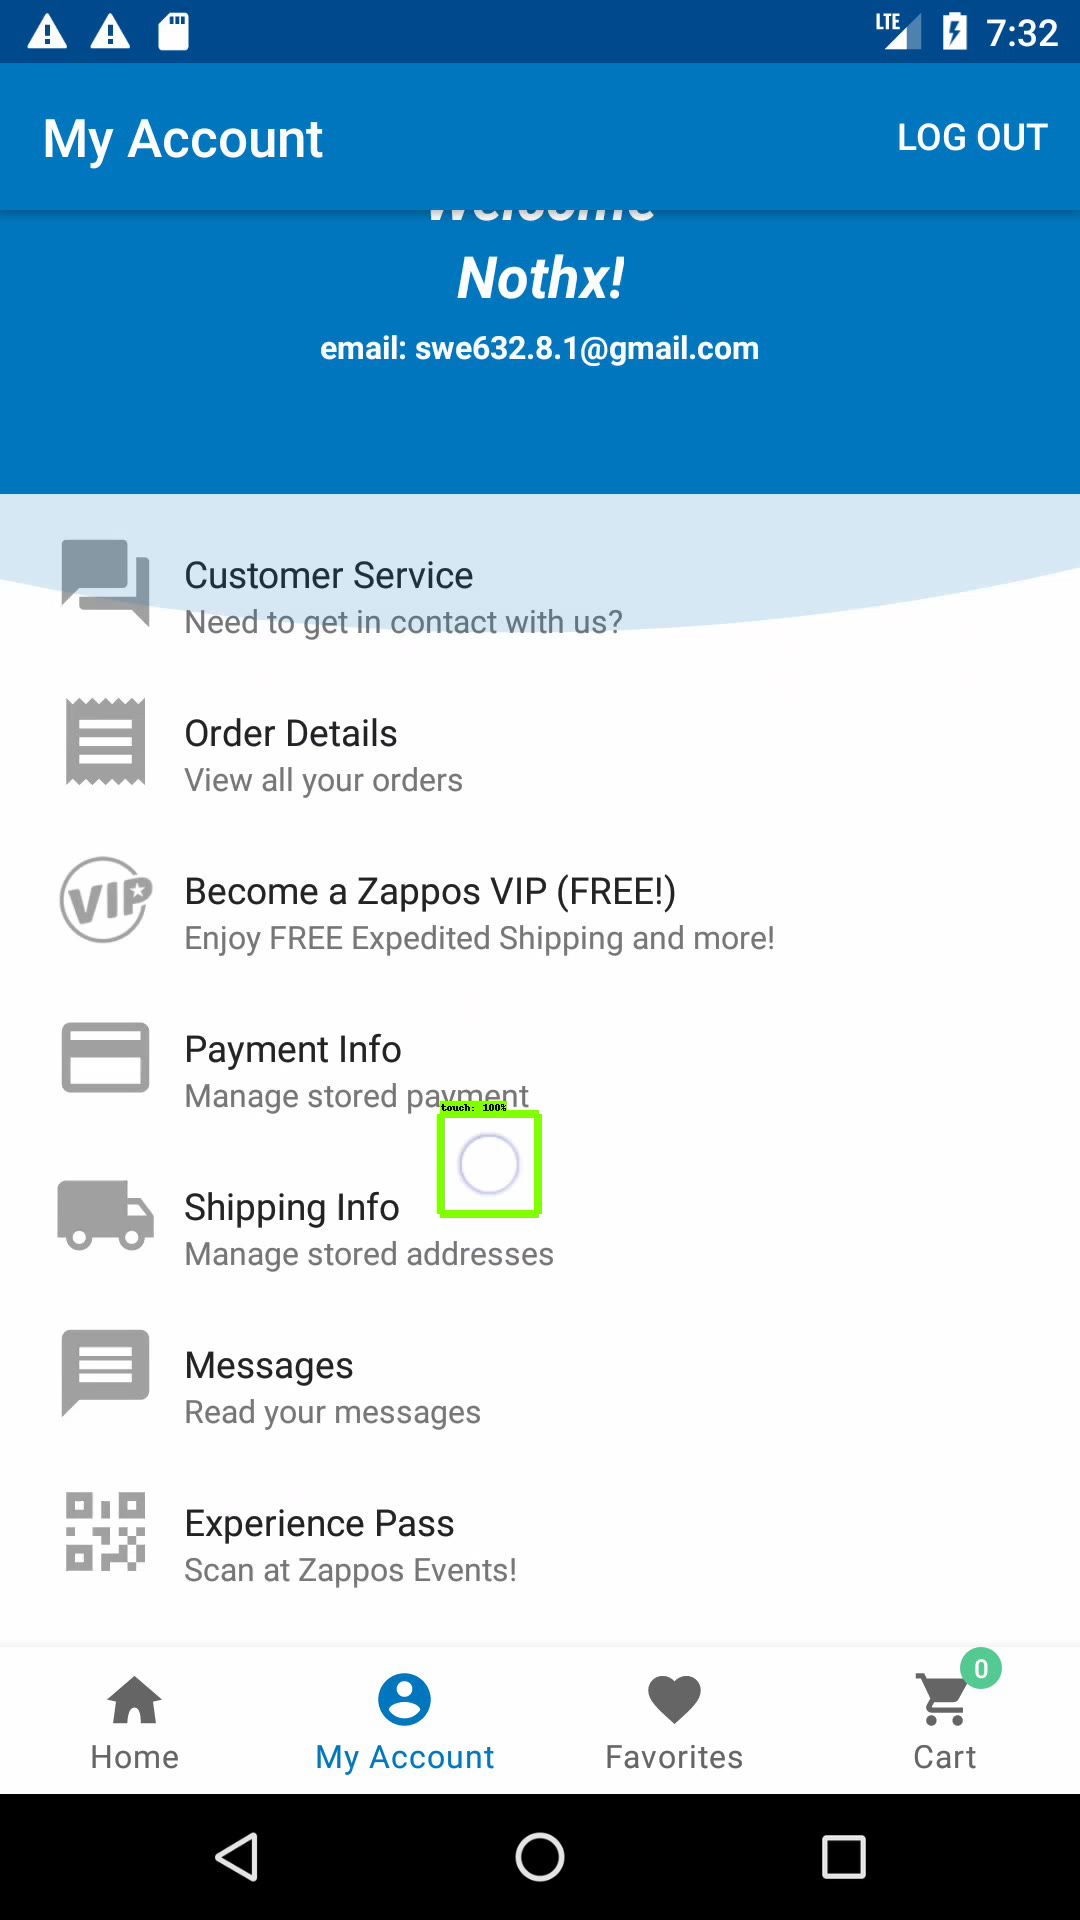 LTE 7:32
My Account LOG OUT
Welcome
Nothx!
email: swe632.8.1@gmail.com
Customer Service
Need to get in contact with us?
Order Details
View all your orders
VIP
Become a Zappos VIP (FREE!)
Enjoy FREE Expedited Shipping and more!
Payment Info
Manage stored payment
touch: 100%
Shipping Info
Manage stored addresses
Messages
Read your messages
Experience Pass
Scan at Zappos Events!
0
Home My Account Favorites Cart